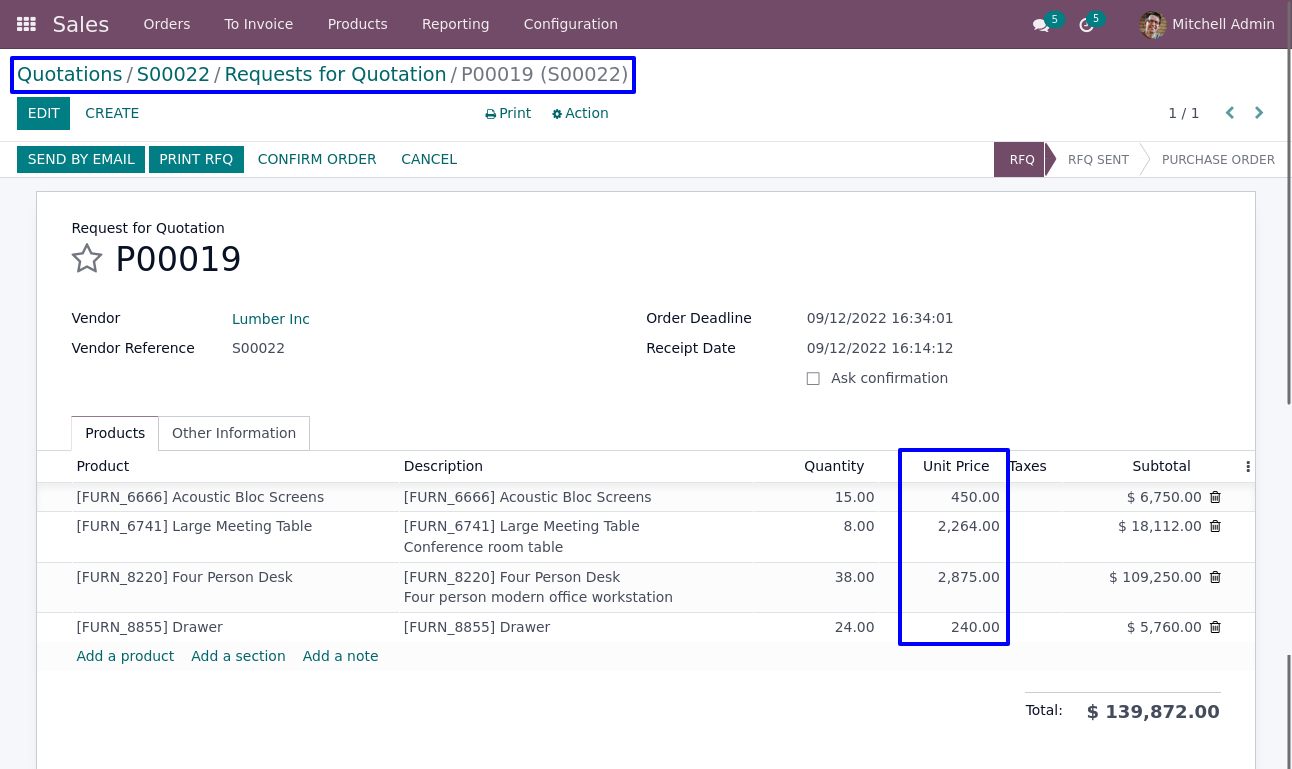 Sales Orders To Invoice Products Reporting Configuration 5 5 Mitchell Admin
Quotations / S00022 / Requests for Quotation / P00019 (S00022)
EDIT CREATE Print Action 1 / 1
SEND BY EMAIL PRINT RFQ CONFIRM ORDER CANCEL RFQ RFQ SENT PURCHASE ORDER
Request for Quotation
P00019
Vendor Lumber Inc Order Deadline 09/12/2022 16:34:01
Vendor Reference S00022 Receipt Date 09/12/2022 16:14:12
Ask confirmation
Products Other Information
Product Description Quantity Unit Price Taxes Subtotal
[FURN_6666] Acoustic Bloc Screens [FURN_6666] Acoustic Bloc Screens 15.00 450.00 $ 6,750.00
[FURN_6741] Large Meeting Table [FURN_6741] Large Meeting Table 8.00 2,264.00 $ 18,112.00
Conference room table
[FURN_8220] Four Person Desk [FURN_8220] Four Person Desk 38.00 2,875.00 $ 109,250.00
Four person modern office workstation
[FURN_8855] Drawer [FURN_8855] Drawer 24.00 240.00 $ 5,760.00
Add a product Add a section Add a note
Total: $ 139,872.00